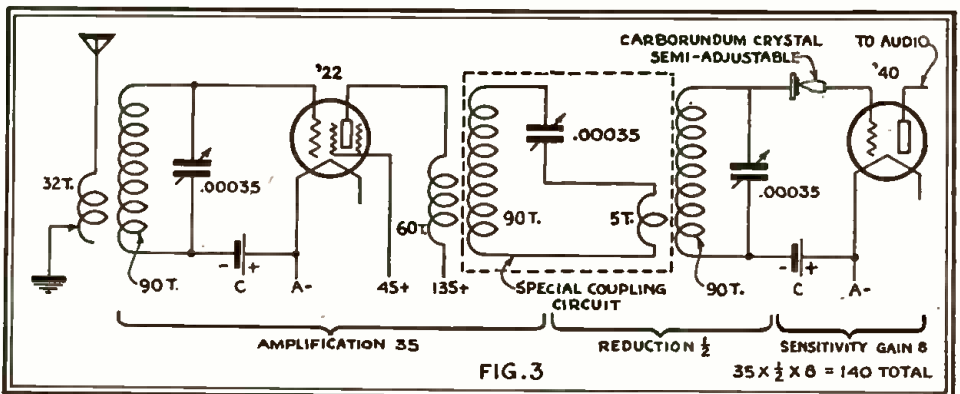 CARBORUNDUM CRYSTAL
SEMI-ADJUSTABLE
TO AUDIO
'22
'40
32T.
.00035
.00035
.00035
60T.
90T.
5T.
90T.
C
- +
A-
45+
135+
SPECIAL COUPLING
CIRCUIT
90T.
- +
C
A-
AMPLIFICATION 35
REDUCTION ½
SENSITIVITY GAIN 8
FIG.3
35 X ½ X 8 = 140 TOTAL